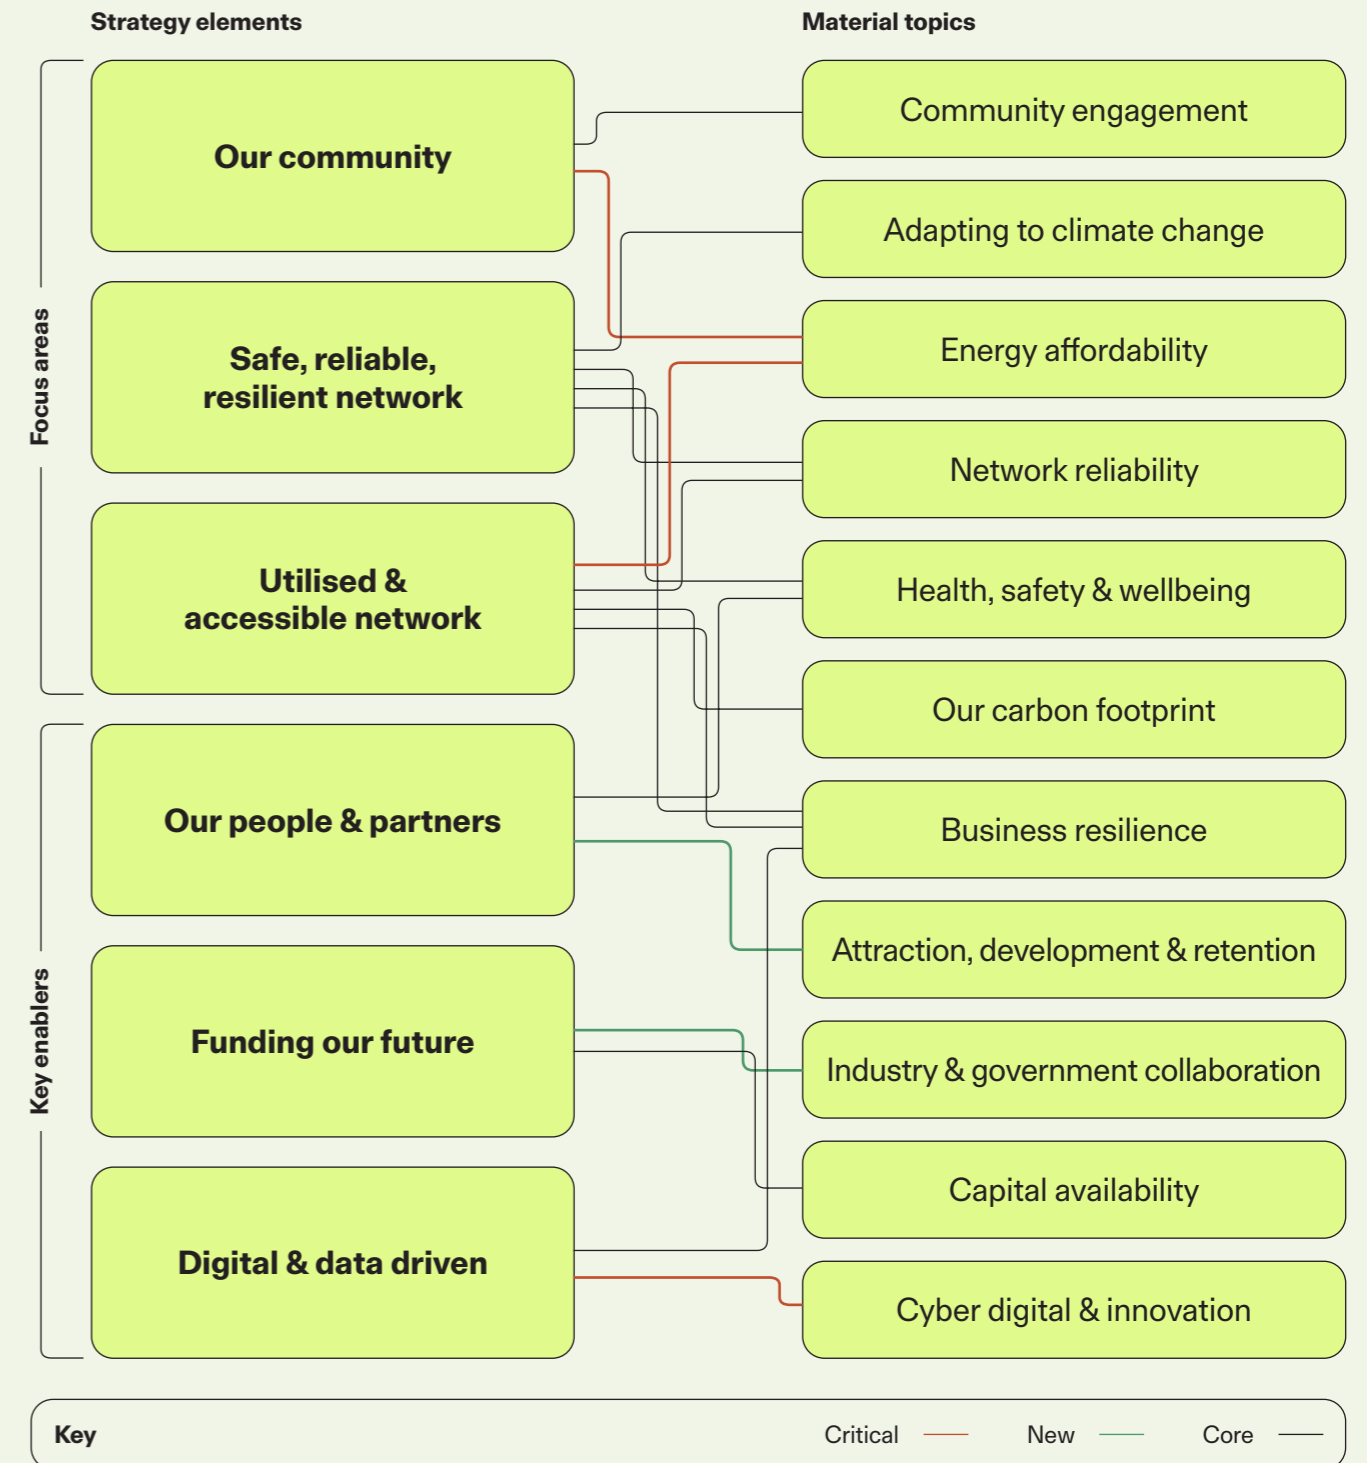 Strategy elements
Material topics
Focus areas
Our community
Safe, reliable,
resilient network
Utilised &
accessible network
Key enablers
Our people & partners
Funding our future
Digital & data driven
Community engagement
Adapting to climate change
Energy affordability
Network reliability
Health, safety & wellbeing
Our carbon footprint
Business resilience
Attraction, development & retention
Industry & government collaboration
Capital availability
Cyber digital & innovation
Key
Critical
New
Core